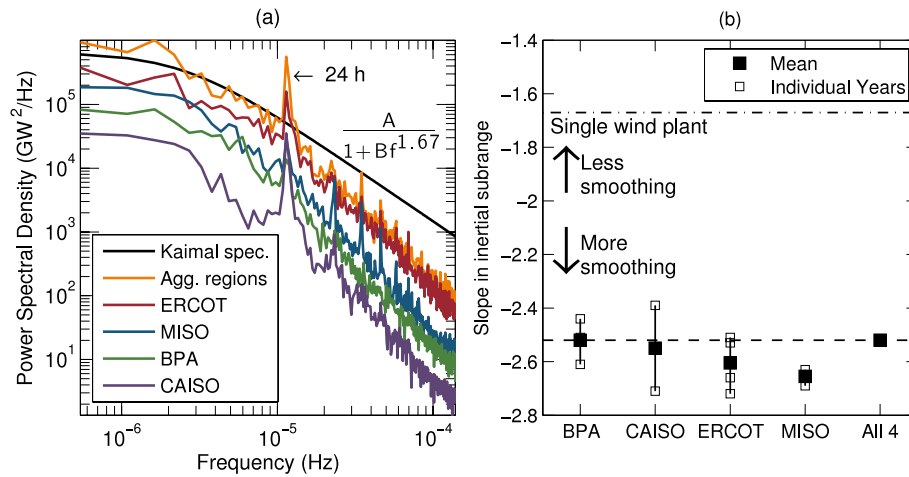 (a)
Power Spectral Density (GW²/Hz)
10⁵
10⁴
10³
10²
10¹
← 24 h
A
1+Bf^1.67
Kaimal spec.
Agg. regions
ERCOT
MISO
BPA
CAISO
10⁻⁶
10⁻⁵
10⁻⁴
Frequency (Hz)
(b)
Slope in inertial subrange
−1.4
−1.6
−1.8
−2
−2.2
−2.4
−2.6
−2.8
Mean
Individual Years
Single wind plant
Less
smoothing
More
smoothing
BPA
CAISO
ERCOT
MISO
All 4